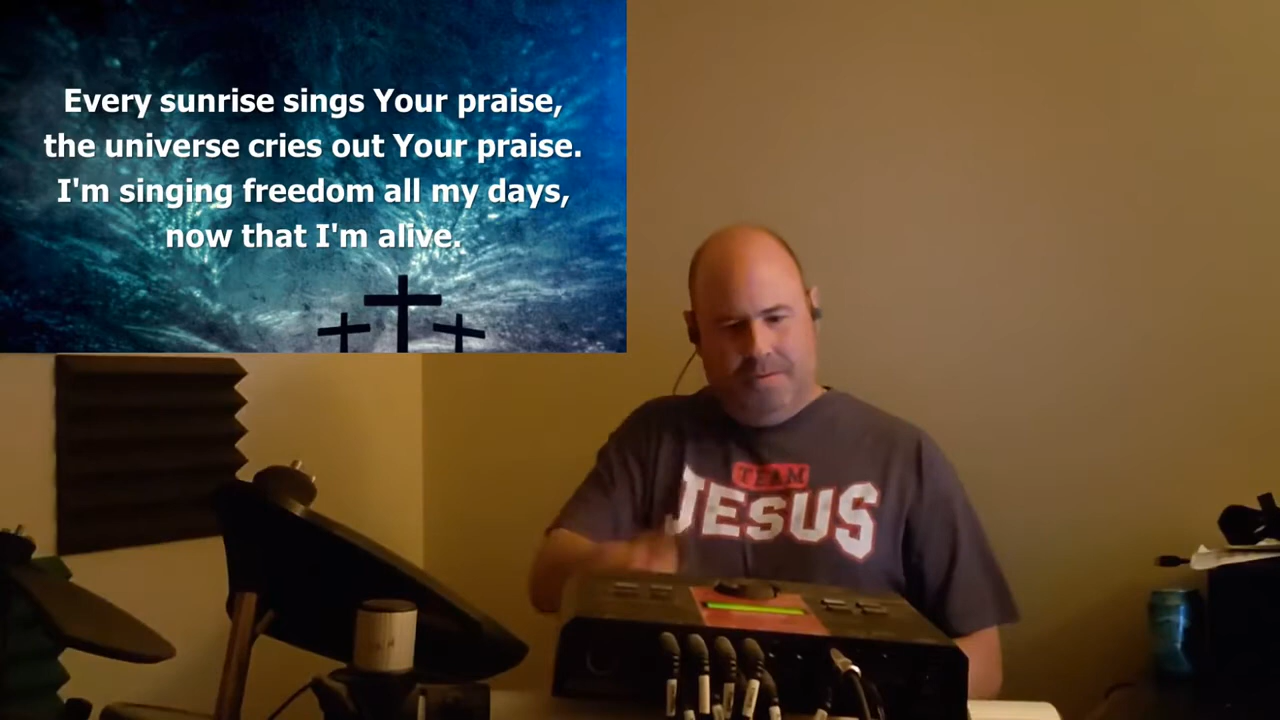 Every sunrise sings Your praise,
the universe cries out Your praise.
I'm singing freedom all my days,
now that I'm alive.
TEAM
JESUS